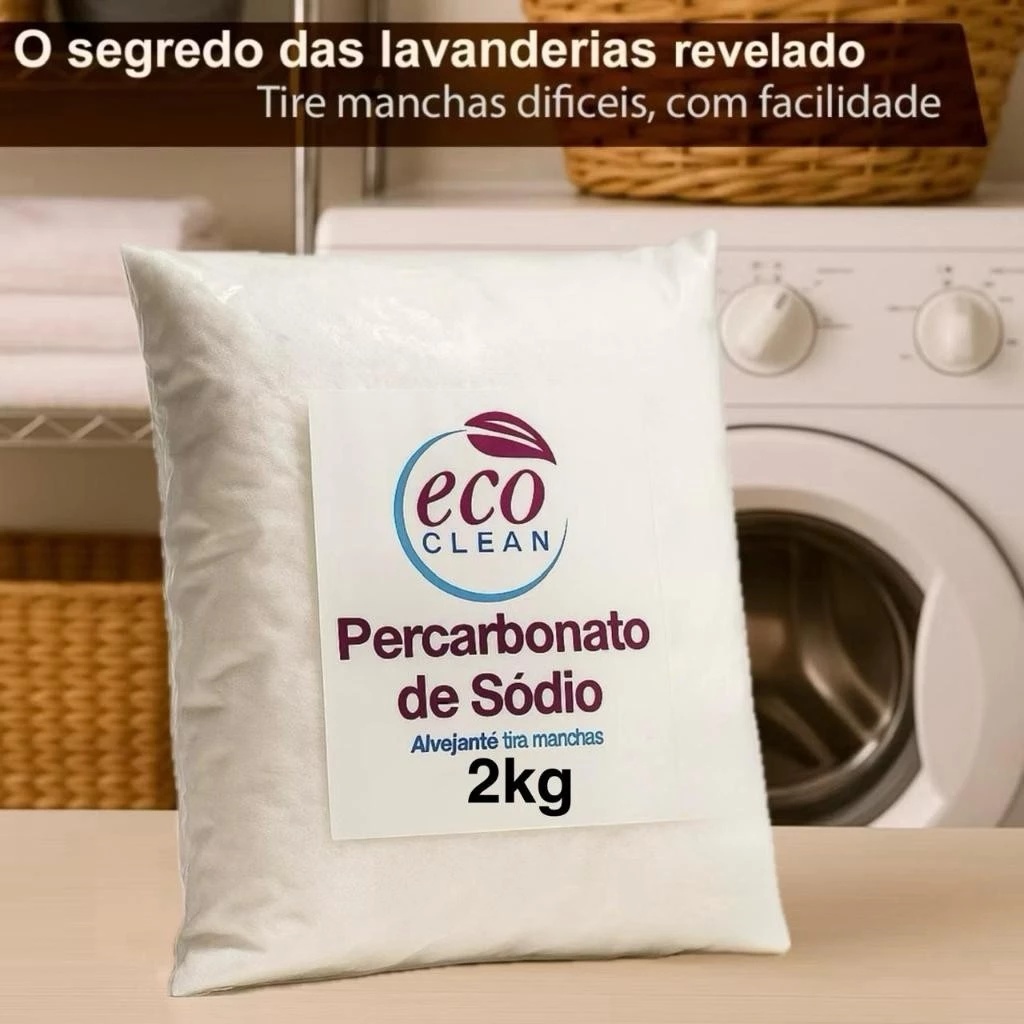 O segredo das lavanderias revelado
Tire manchas dificeis, com facilidade
eco
CLEAN
Percarbonato
de Sódio
Alvejanté tira manchas
2kg